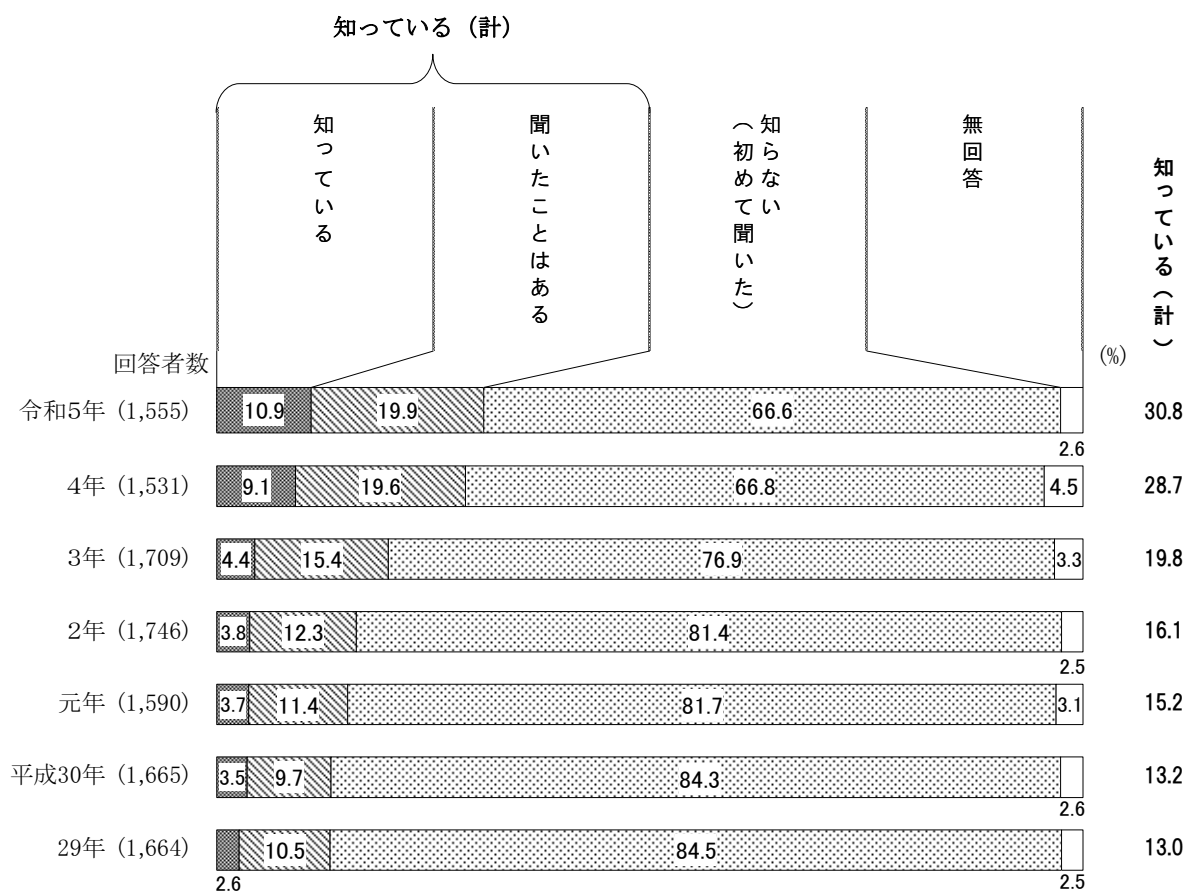 知っている（計）
知っている
聞いたことはある
知らない
（初めて聞いた）
無回答
知っている（計）
回答者数
(%)
令和5年 (1,555) 10.9 19.9 66.6 2.6 30.8
4年 (1,531) 9.1 19.6 66.8 4.5 28.7
3年 (1,709) 4.4 15.4 76.9 3.3 19.8
2年 (1,746) 3.8 12.3 81.4 2.5 16.1
元年 (1,590) 3.7 11.4 81.7 3.1 15.2
平成30年 (1,665) 3.5 9.7 84.3 2.6 13.2
29年 (1,664) 2.6 10.5 84.5 2.5 13.0